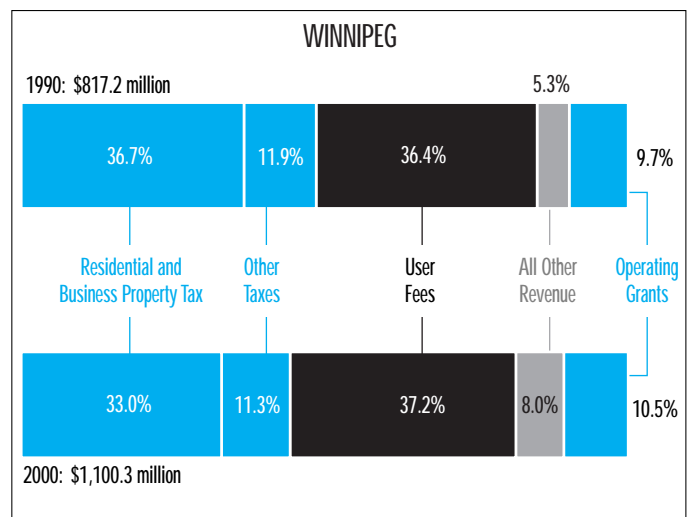 WINNIPEG
1990: $817.2 million
5.3%
36.7%
11.9%
36.4%
9.7%
Residential and
Business Property Tax
Other
Taxes
User
Fees
All Other
Revenue
Operating
Grants
33.0%
11.3%
37.2%
8.0%
10.5%
2000: $1,100.3 million